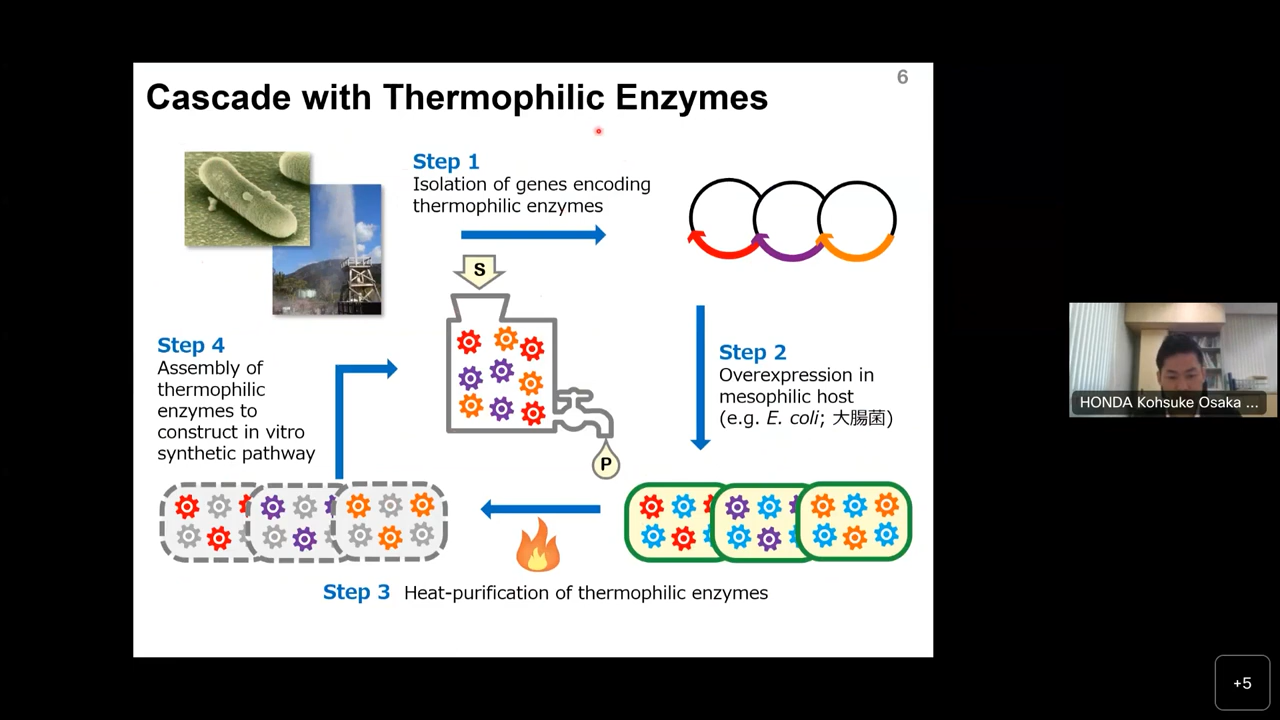 6
Cascade with Thermophilic Enzymes
Step 1
Isolation of genes encoding
thermophilic enzymes
S
Step 4
Assembly of
thermophilic
enzymes to
construct in vitro
synthetic pathway
Step 2
Overexpression in
mesophilic host
(e.g. E. coli; 大腸菌)
P
Step 3 Heat-purification of thermophilic enzymes
HONDA Kohsuke Osaka ...
+5